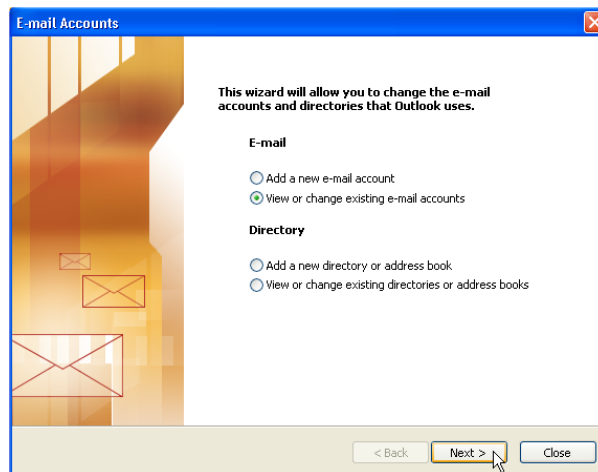 E-mail Accounts
This wizard will allow you to change the e-mail
accounts and directories that Outlook uses.
E-mail
Add a new e-mail account
View or change existing e-mail accounts
Directory
Add a new directory or address book
View or change existing directories or address books
< Back
Next >
Close